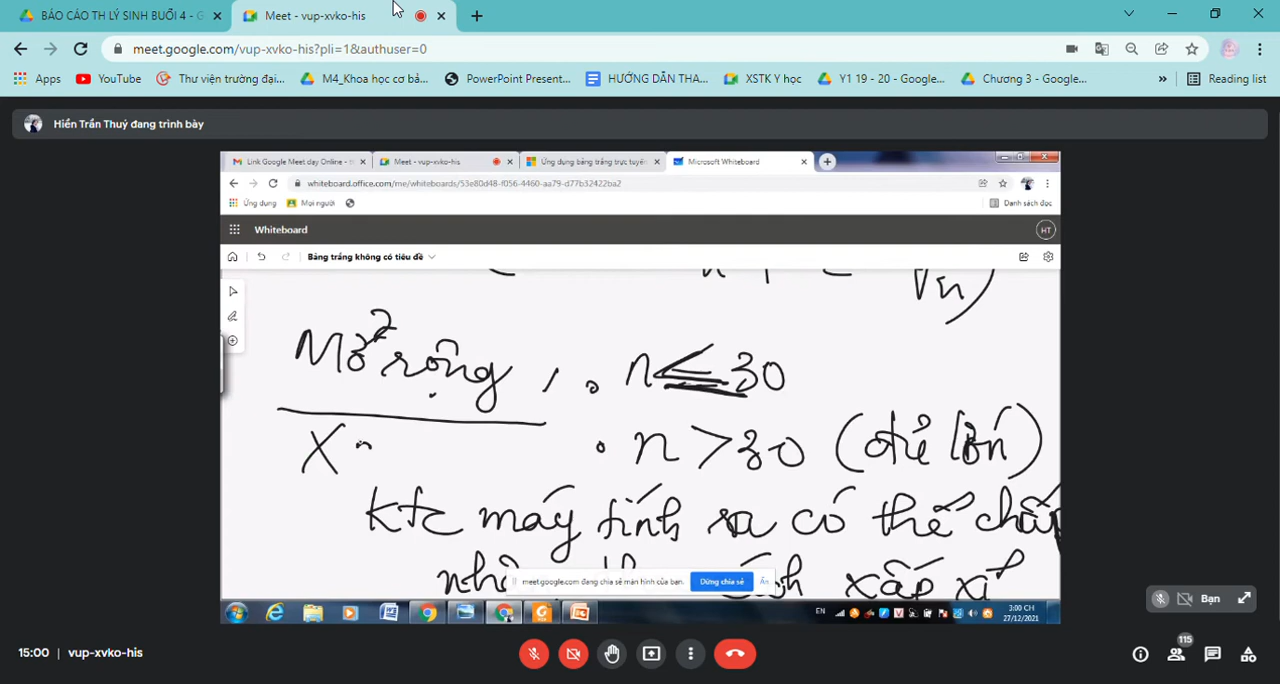 BÁO CÁO TH LÝ SINH BUỔI 4 - G
Meet - vup-xvko-his
meet.google.com/vup-xvko-his?pli=1&authuser=0
Apps YouTube Thư viện trường đại... M4_Khoa học cơ bả... PowerPoint Present... HƯỚNG DẪN THA... XSTK Y học Y1 19 - 20 - Google... Chương 3 - Google... » Reading list
Hiền Trần Thuý đang trình bày
Link Google Meet dạy Online - t Meet - vup-xvko-his Ứng dụng bảng trắng trực tuyến Microsoft Whiteboard
whiteboard.office.com/me/whiteboards/53e80d48-f056-4460-aa79-d77b32422ba2
Ứng dụng Mọi người Danh sách đọc
Whiteboard HT
Bảng trắng không có tiêu đề
√n)
Mở rộng, • n ≤ 30
X ~ • n > 30 (đủ lớn)
ktc máy tính ra có thể chấp
xấp xỉ
meet.google.com đang chia sẻ màn hình của bạn. Dừng chia sẻ Ẩn
EN 3:00 CH
27/12/2021
Bạn
15:00 | vup-xvko-his
115